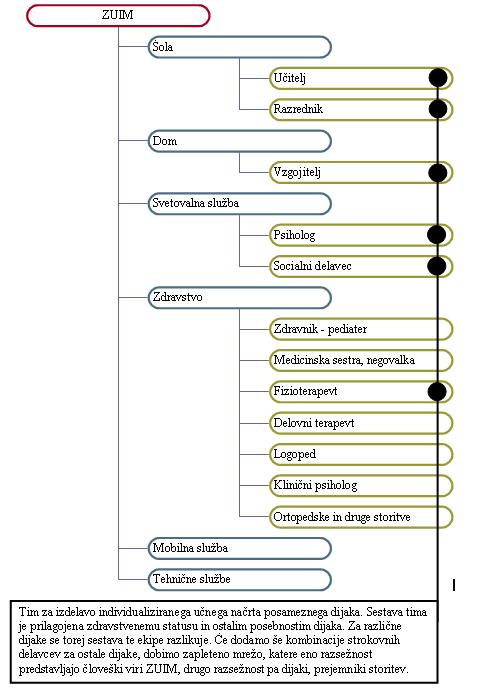 ZUIM
Šola
Učitelj
Razrednik
Dom
Vzgojitelj
Svetovalna služba
Psiholog
Socialni delavec
Zdravstvo
Zdravnik - pediater
Medicinska sestra, negovalka
Fizioterapevt
Delovni terapevt
Logoped
Klinični psiholog
Ortopedske in druge storitve
Mobilna služba
Tehnične službe
Tim za izdelavo individualiziranega učnega načrta posameznega dijaka. Sestava tima
je prilagojena zdravstvenemu statusu in ostalim posebnostim dijaka. Za različne
dijake se torej sestava te ekipe razlikuje. Če dodamo še kombinacije strokovnih
delavcev za ostale dijake, dobimo zapleteno mrežo, katere eno razsežnost
predstavljajo človeški viri ZUIM, drugo razsežnost pa dijaki, prejemniki storitev.